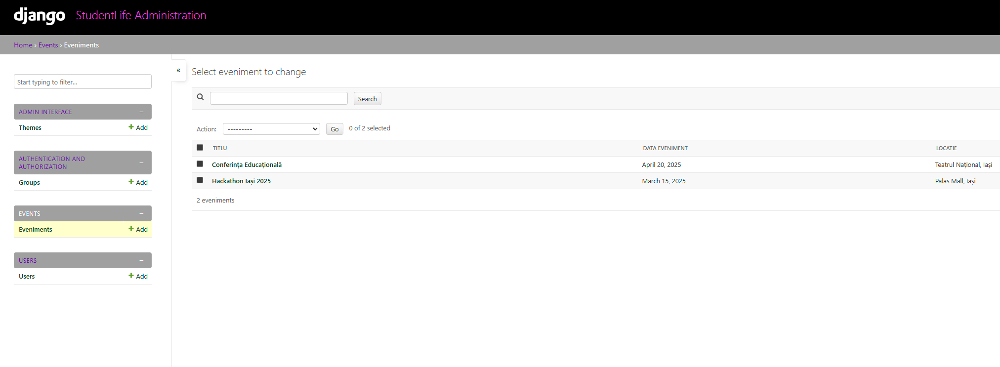 django StudentLife Administration
Home › Events › Eveniments
Start typing to filter...
ADMIN INTERFACE –
Themes + Add
AUTHENTICATION AND
AUTHORIZATION –
Groups + Add
EVENTS –
Eveniments + Add
USERS –
Users + Add
«
Select eveniment to change
Search
Action: --------- Go 0 of 2 selected
TITLU DATA EVENIMENT LOCATIE
Conferința Educațională April 20, 2025 Teatrul Național, Iași
Hackathon Iași 2025 March 15, 2025 Palas Mall, Iași
2 eveniments